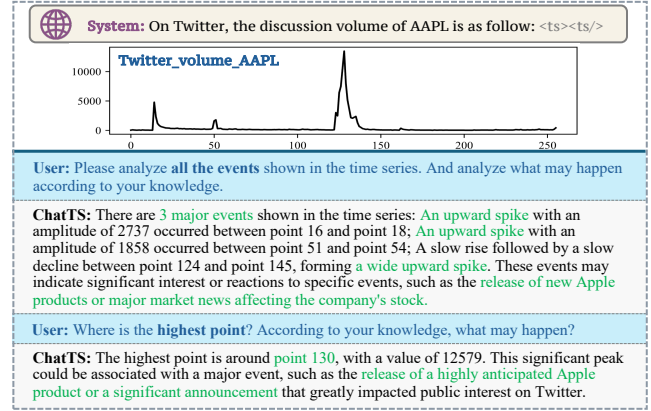 System: On Twitter, the discussion volume of AAPL is as follow: <ts><ts/>
Twitter_volume_AAPL
10000
5000
0
0 50 100 150 200 250
User: Please analyze all the events shown in the time series. And analyze what may happen
according to your knowledge.
ChatTS: There are 3 major events shown in the time series: An upward spike with an
amplitude of 2737 occurred between point 16 and point 18; An upward spike with an
amplitude of 1858 occurred between point 51 and point 54; A slow rise followed by a slow
decline between point 124 and point 145, forming a wide upward spike. These events may
indicate significant interest or reactions to specific events, such as the release of new Apple
products or major market news affecting the company's stock.
User: Where is the highest point? According to your knowledge, what may happen?
ChatTS: The highest point is around point 130, with a value of 12579. This significant peak
could be associated with a major event, such as the release of a highly anticipated Apple
product or a significant announcement that greatly impacted public interest on Twitter.